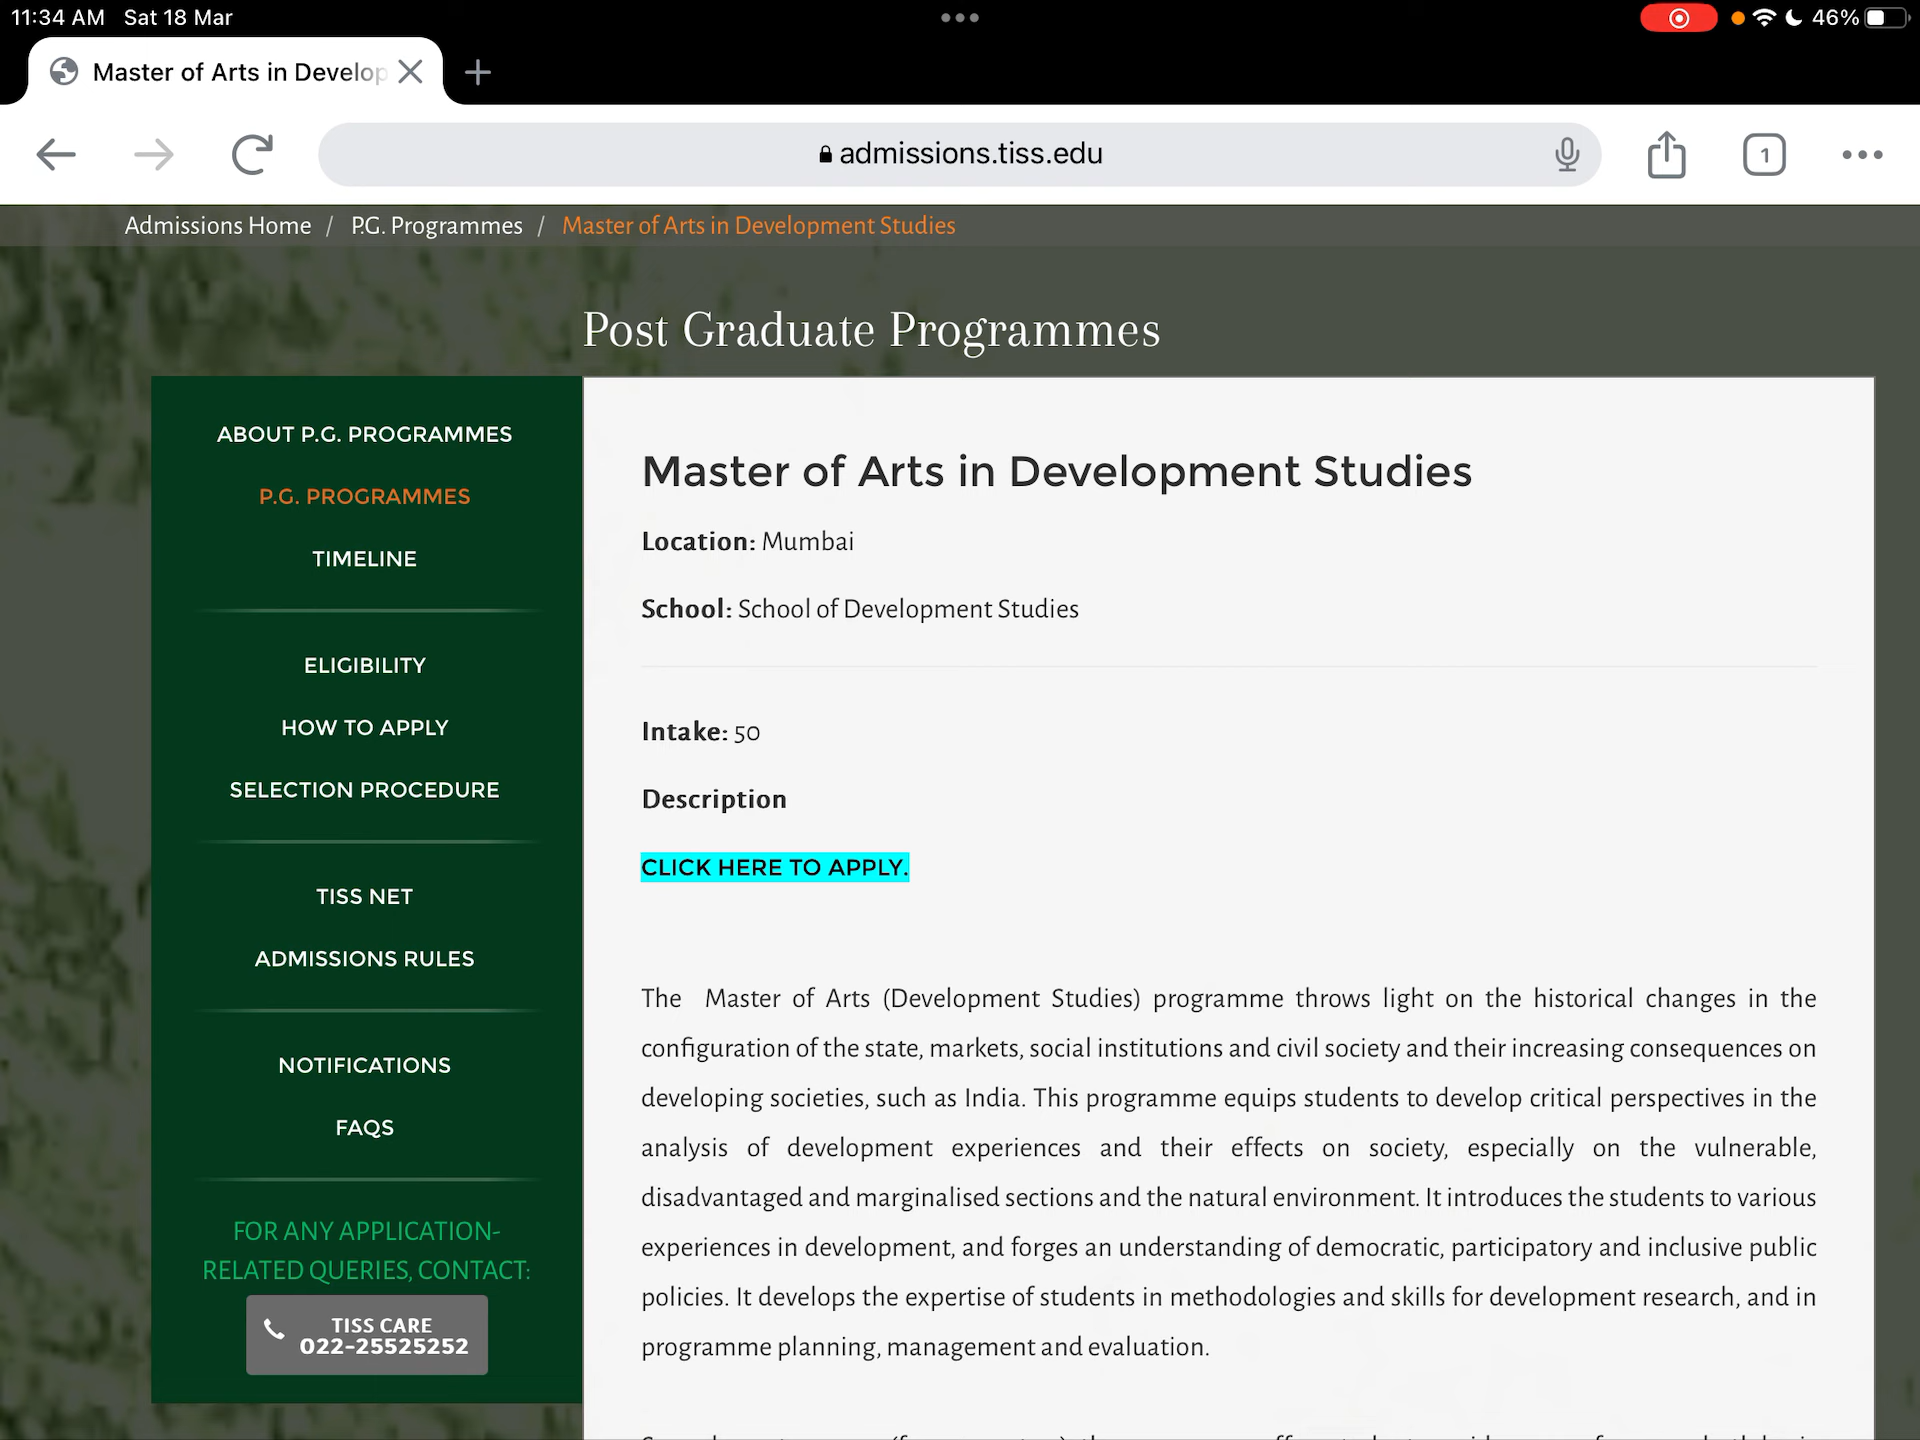 11:34 AM Sat 18 Mar
46%
Master of Arts in Develop
admissions.tiss.edu
1
Admissions Home / P.G. Programmes / Master of Arts in Development Studies
Post Graduate Programmes
ABOUT P.G. PROGRAMMES
P.G. PROGRAMMES
TIMELINE
ELIGIBILITY
HOW TO APPLY
SELECTION PROCEDURE
TISS NET
ADMISSIONS RULES
NOTIFICATIONS
FAQS
FOR ANY APPLICATION-
RELATED QUERIES, CONTACT:
TISS CARE
022-25525252
Master of Arts in Development Studies
Location: Mumbai
School: School of Development Studies
Intake: 50
Description
CLICK HERE TO APPLY.
The Master of Arts (Development Studies) programme throws light on the historical changes in the
configuration of the state, markets, social institutions and civil society and their increasing consequences on
developing societies, such as India. This programme equips students to develop critical perspectives in the
analysis of development experiences and their effects on society, especially on the vulnerable,
disadvantaged and marginalised sections and the natural environment. It introduces the students to various
experiences in development, and forges an understanding of democratic, participatory and inclusive public
policies. It develops the expertise of students in methodologies and skills for development research, and in
programme planning, management and evaluation.